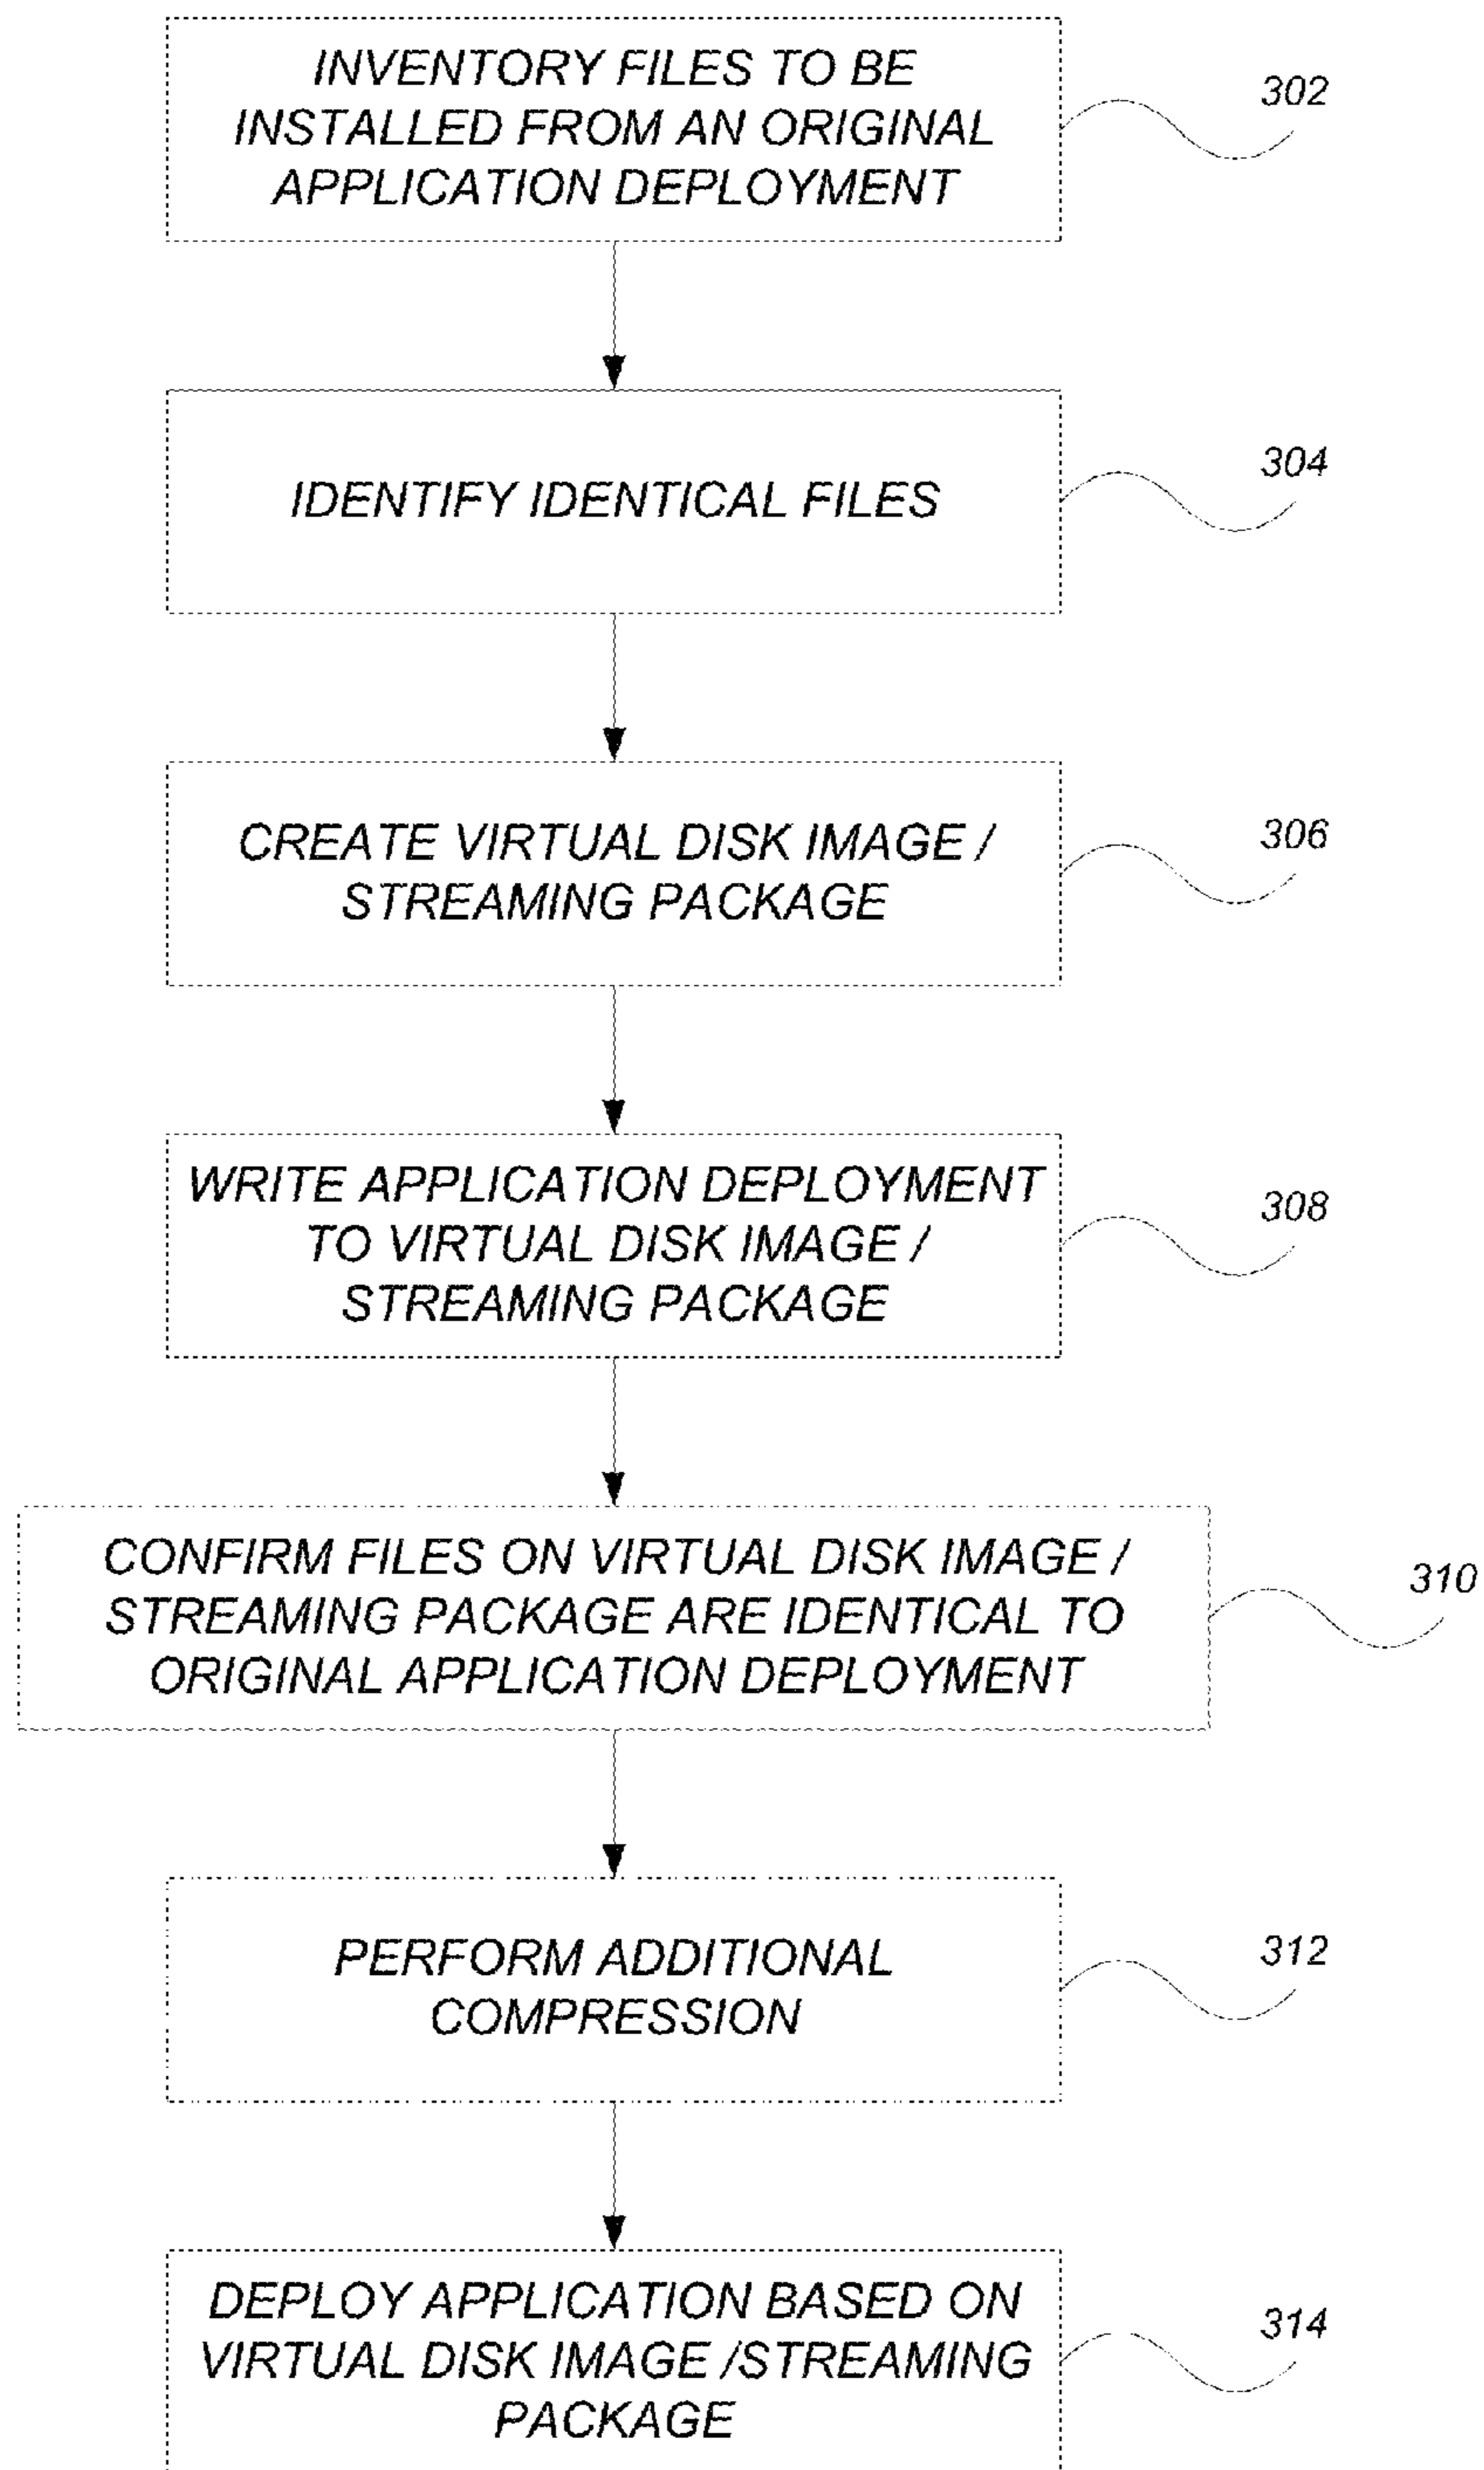 INVENTORY FILES TO BE
INSTALLED FROM AN ORIGINAL
APPLICATION DEPLOYMENT
302
IDENTIFY IDENTICAL FILES
304
CREATE VIRTUAL DISK IMAGE /
STREAMING PACKAGE
306
WRITE APPLICATION DEPLOYMENT
TO VIRTUAL DISK IMAGE /
STREAMING PACKAGE
308
CONFIRM FILES ON VIRTUAL DISK IMAGE /
STREAMING PACKAGE ARE IDENTICAL TO
ORIGINAL APPLICATION DEPLOYMENT
310
PERFORM ADDITIONAL
COMPRESSION
312
DEPLOY APPLICATION BASED ON
VIRTUAL DISK IMAGE /STREAMING
PACKAGE
314